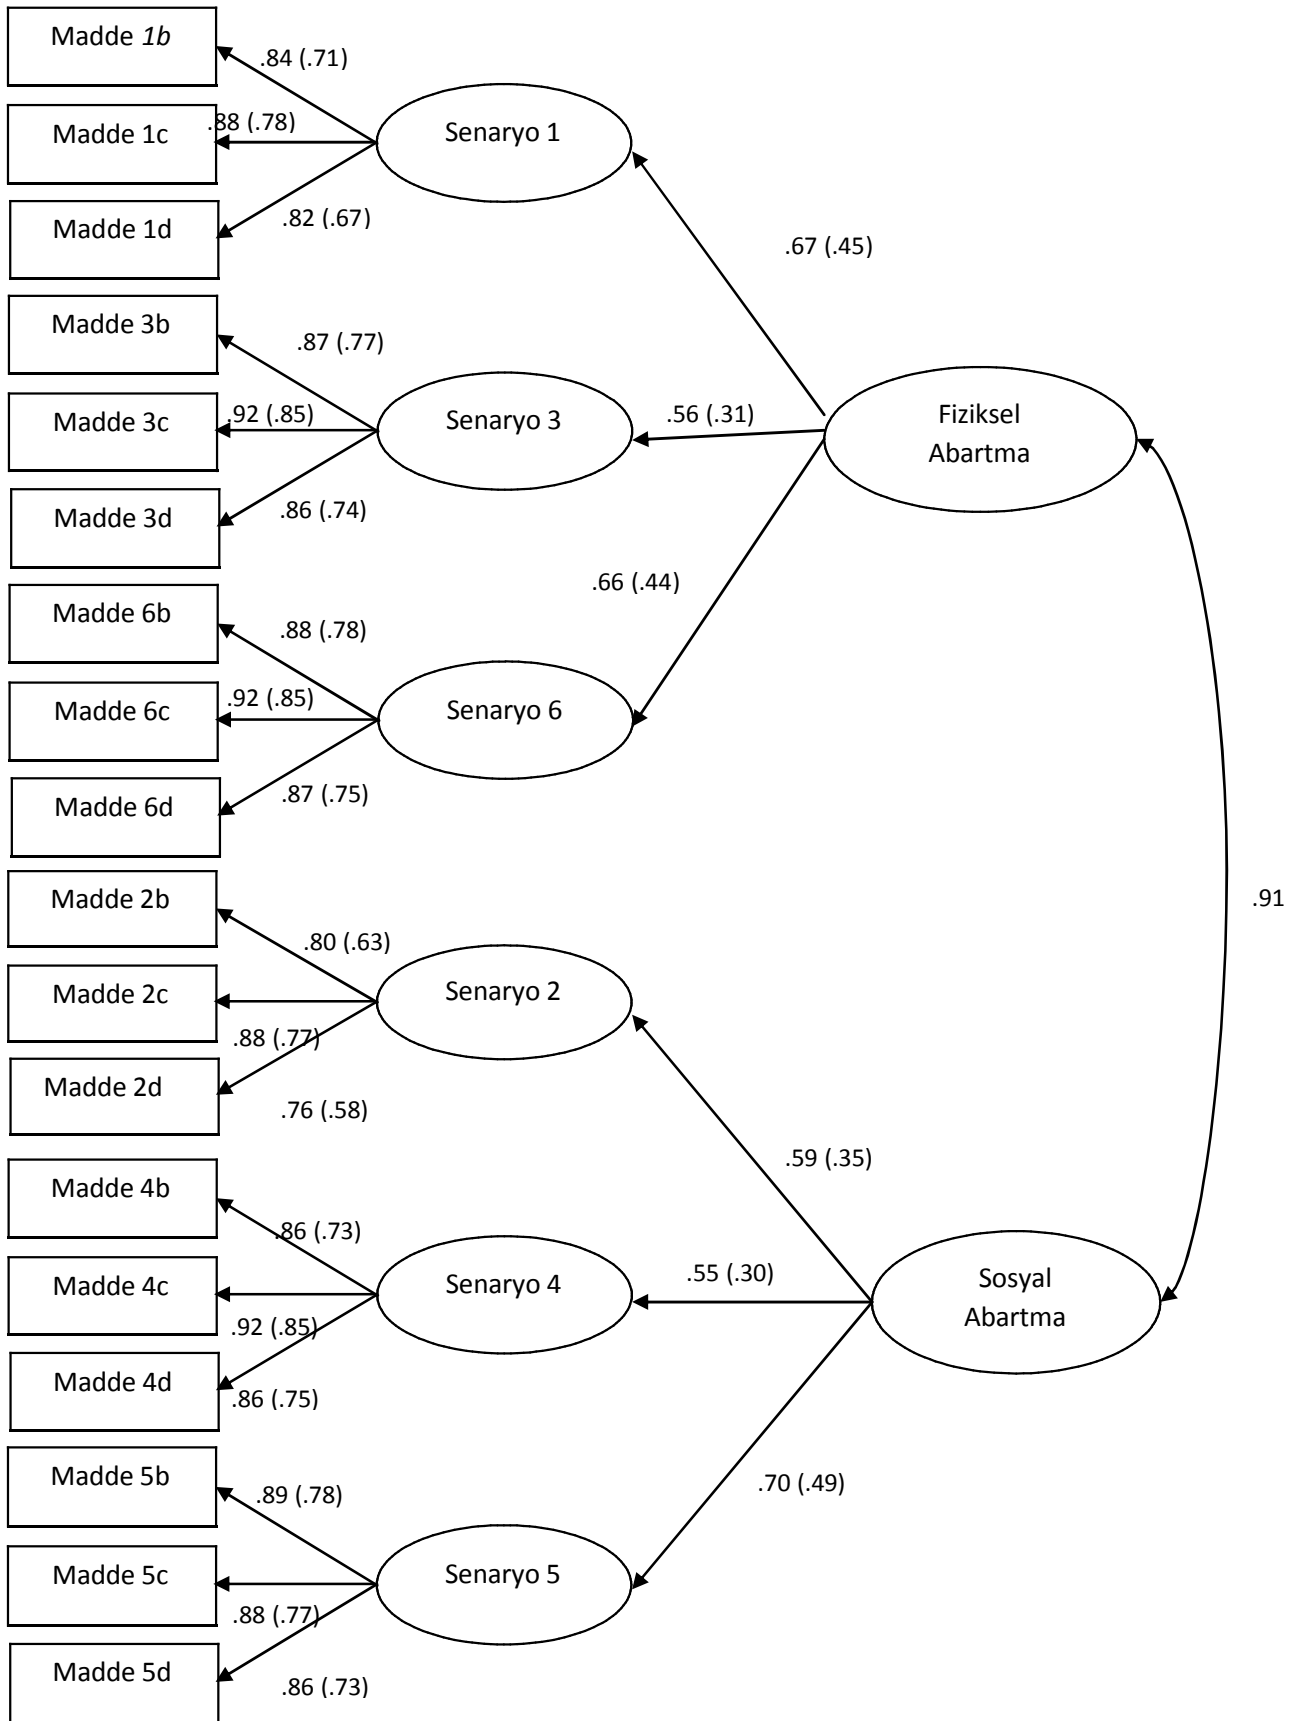 Madde 1b
.84 (.71)
Madde 1c
.88 (.78)
Senaryo 1
Madde 1d
.82 (.67)
.67 (.45)
Madde 3b
.87 (.77)
Madde 3c
.92 (.85)
Senaryo 3
.56 (.31)
Fiziksel
Abartma
Madde 3d
.86 (.74)
.66 (.44)
Madde 6b
.88 (.78)
Madde 6c
.92 (.85)
Senaryo 6
Madde 6d
.87 (.75)
Madde 2b
.91
.80 (.63)
Madde 2c
Senaryo 2
.88 (.77)
Madde 2d
.76 (.58)
.59 (.35)
Madde 4b
.86 (.73)
Madde 4c
Senaryo 4
.55 (.30)
Sosyal
Abartma
.92 (.85)
Madde 4d
.86 (.75)
Madde 5b
.89 (.78)
.70 (.49)
Madde 5c
Senaryo 5
.88 (.77)
Madde 5d
.86 (.73)